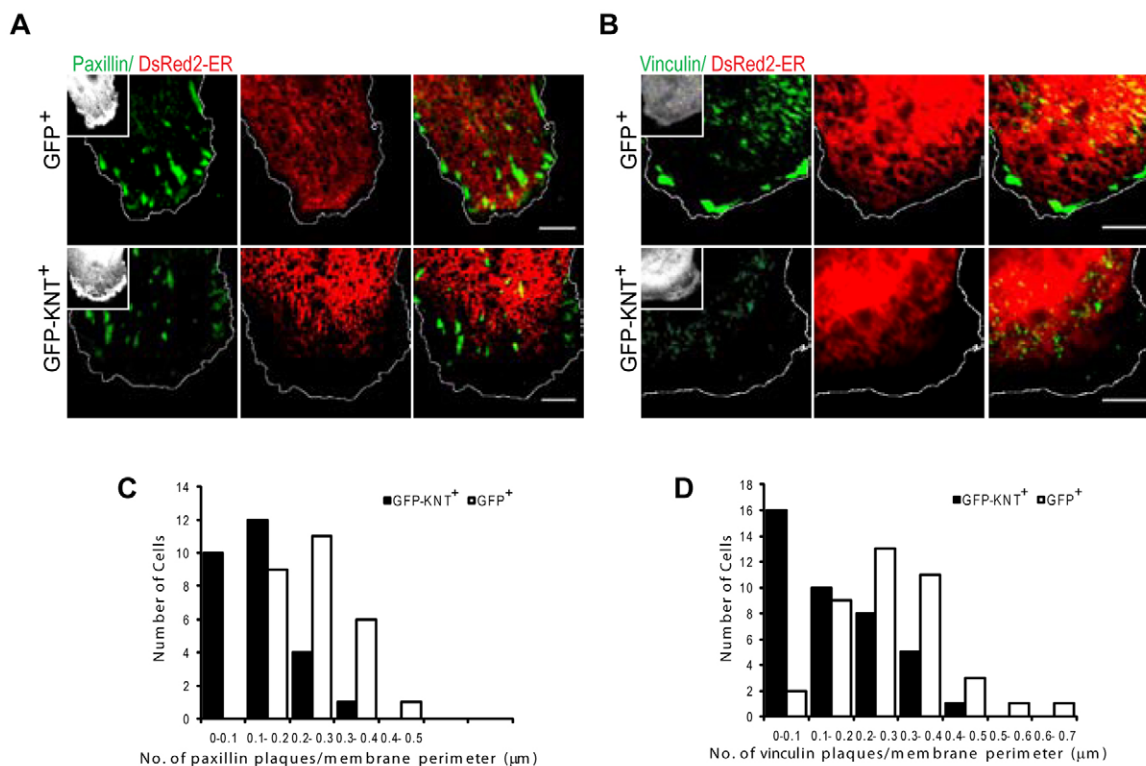 A
Paxillin/ DsRed2-ER
GFP+
GFP-KNT+
B
Vinculin/ DsRed2-ER
GFP+
GFP-KNT+
C
GFP-KNT+ GFP+
Number of Cells
14
12
10
8
6
4
2
0
0-0.1 0.1- 0.2 0.2- 0.3 0.3- 0.4 0.4- 0.5
No. of paxillin plaques/membrane perimeter (μm)
D
GFP-KNT+ GFP+
Number of Cells
18
16
14
12
10
8
6
4
2
0
0-0.1 0.1- 0.2 0.2- 0.3 0.3- 0.4 0.4- 0.5 0.5- 0.6 0.6- 0.7
No. of vinculin plaques/membrane perimeter (μm)